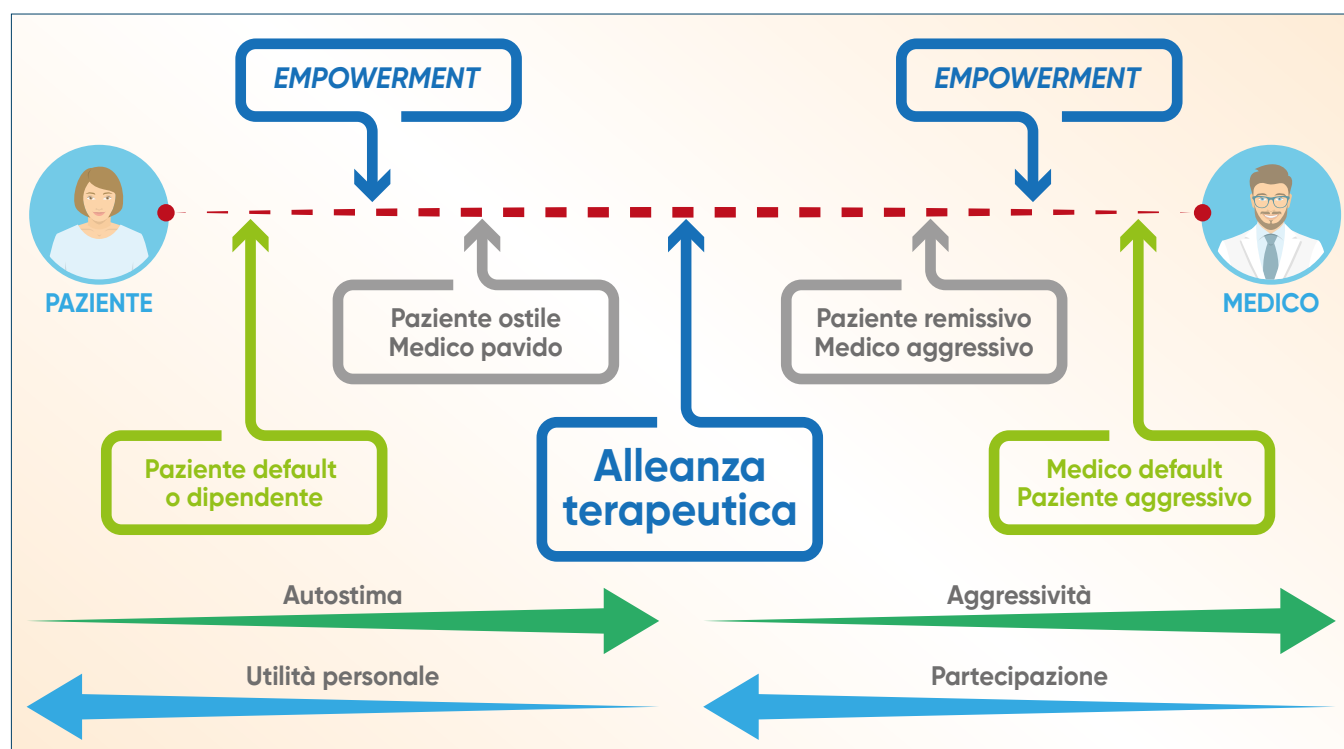 EMPOWERMENT
EMPOWERMENT
PAZIENTE
MEDICO
Paziente ostile
Medico pavido
Paziente remissivo
Medico aggressivo
Paziente default
o dipendente
Alleanza
terapeutica
Medico default
Paziente aggressivo
Autostima
Aggressività
Utilità personale
Partecipazione